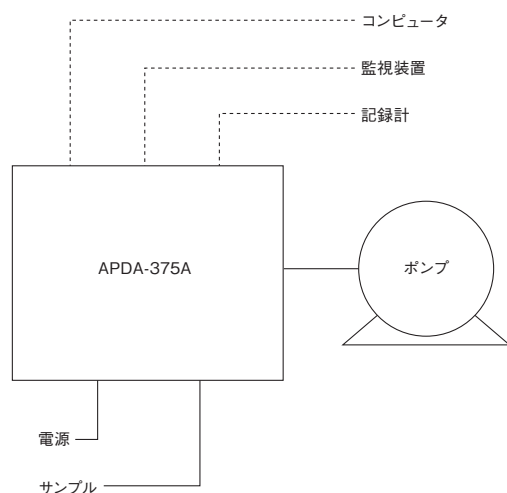 コンピュータ
監視装置
記録計
APDA-375A
ポンプ
電源
サンプル